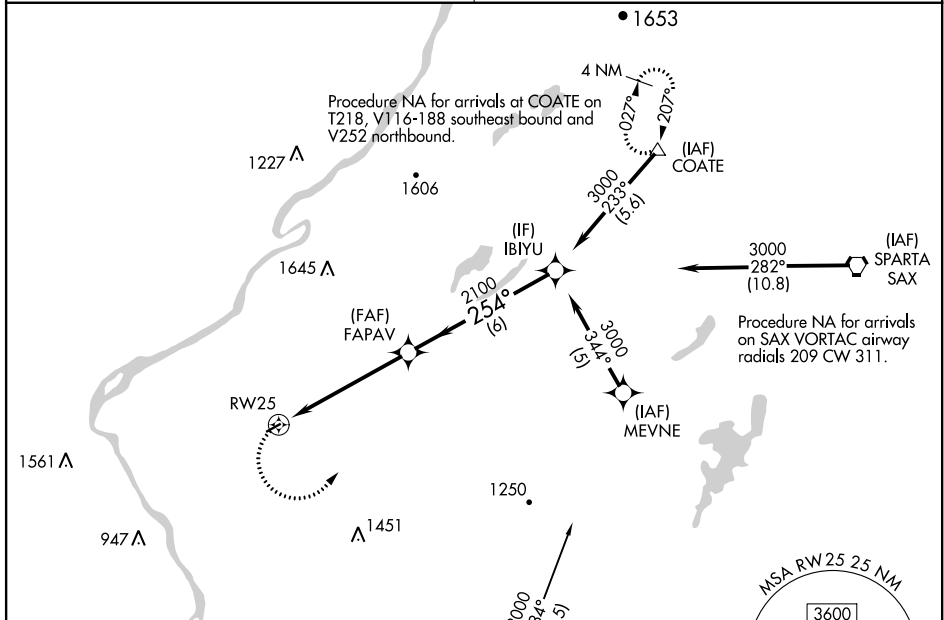 1653
4 NM
027°
207°
Procedure NA for arrivals at COATE on
T218, V116-188 southeast bound and
V252 northbound.
(IAF)
COATE
1227
1606
3000
233°
(5.6)
(IF)
IBIYU
3000
282°
(10.8)
(IAF)
SPARTA
SAX
1645
2100
254°
(6)
(FAF)
FAPAV
3000
344°
(5)
Procedure NA for arrivals
on SAX VORTAC airway
radials 209 CW 311.
RW25
(IAF)
MEVNE
1561
1250
947
1451
MSA RW25 25 NM
3600